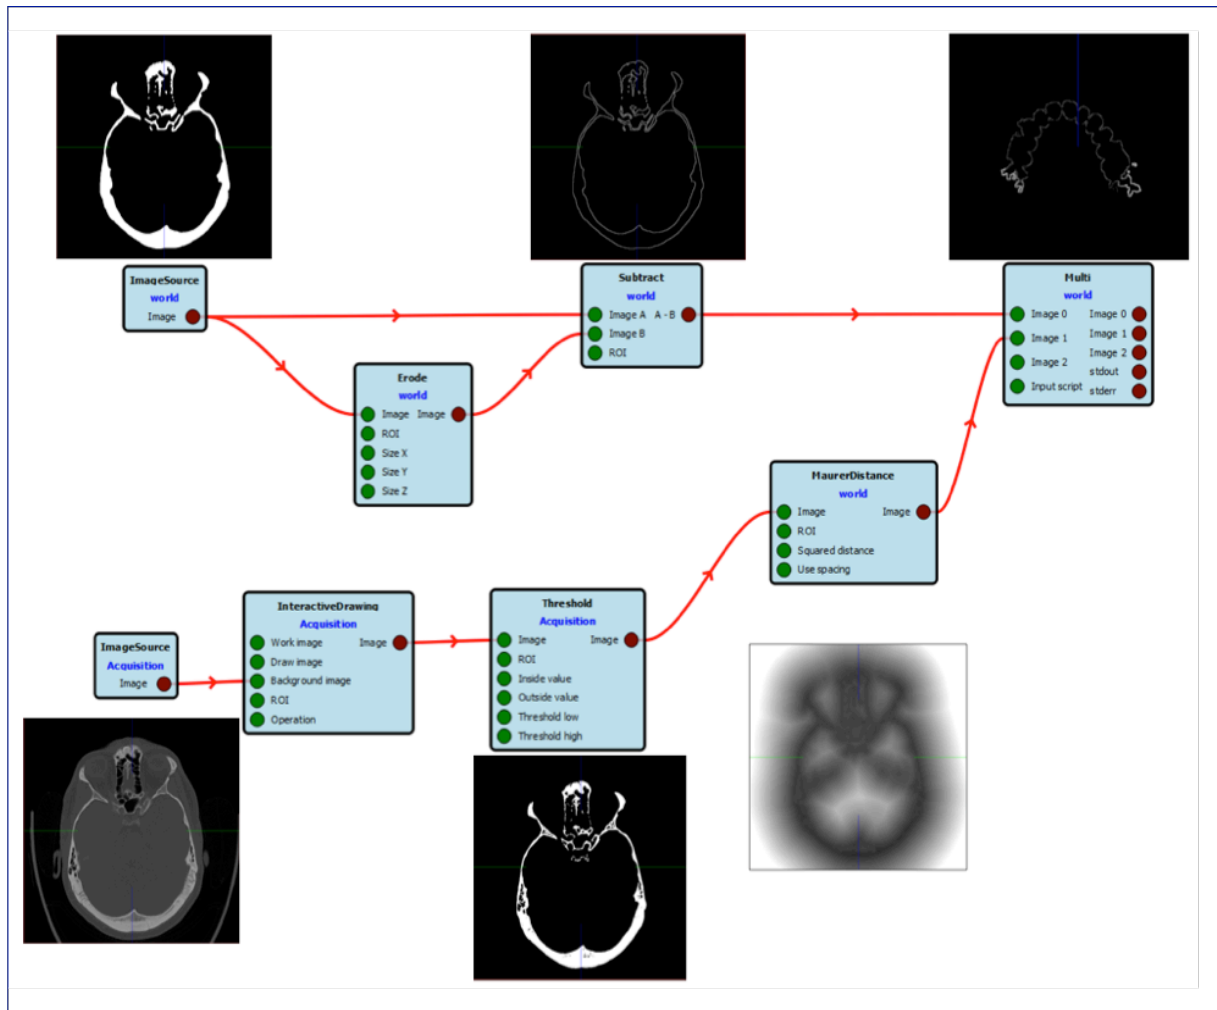 ImageSource
world
Image
Subtract
world
Image A A - B
Image B
ROI
Multi
world
Image 0 Image 0
Image 1 Image 1
Image 2 Image 2
Input script stdout
stderr
Erode
world
Image Image
ROI
Size X
Size Y
Size Z
MaurerDistance
world
Image Image
ROI
Squared distance
Use spacing
ImageSource
Acquisition
Image
InteractiveDrawing
Acquisition
Work image Image
Draw image
Background image
ROI
Operation
Threshold
Acquisition
Image Image
ROI
Inside value
Outside value
Threshold low
Threshold high